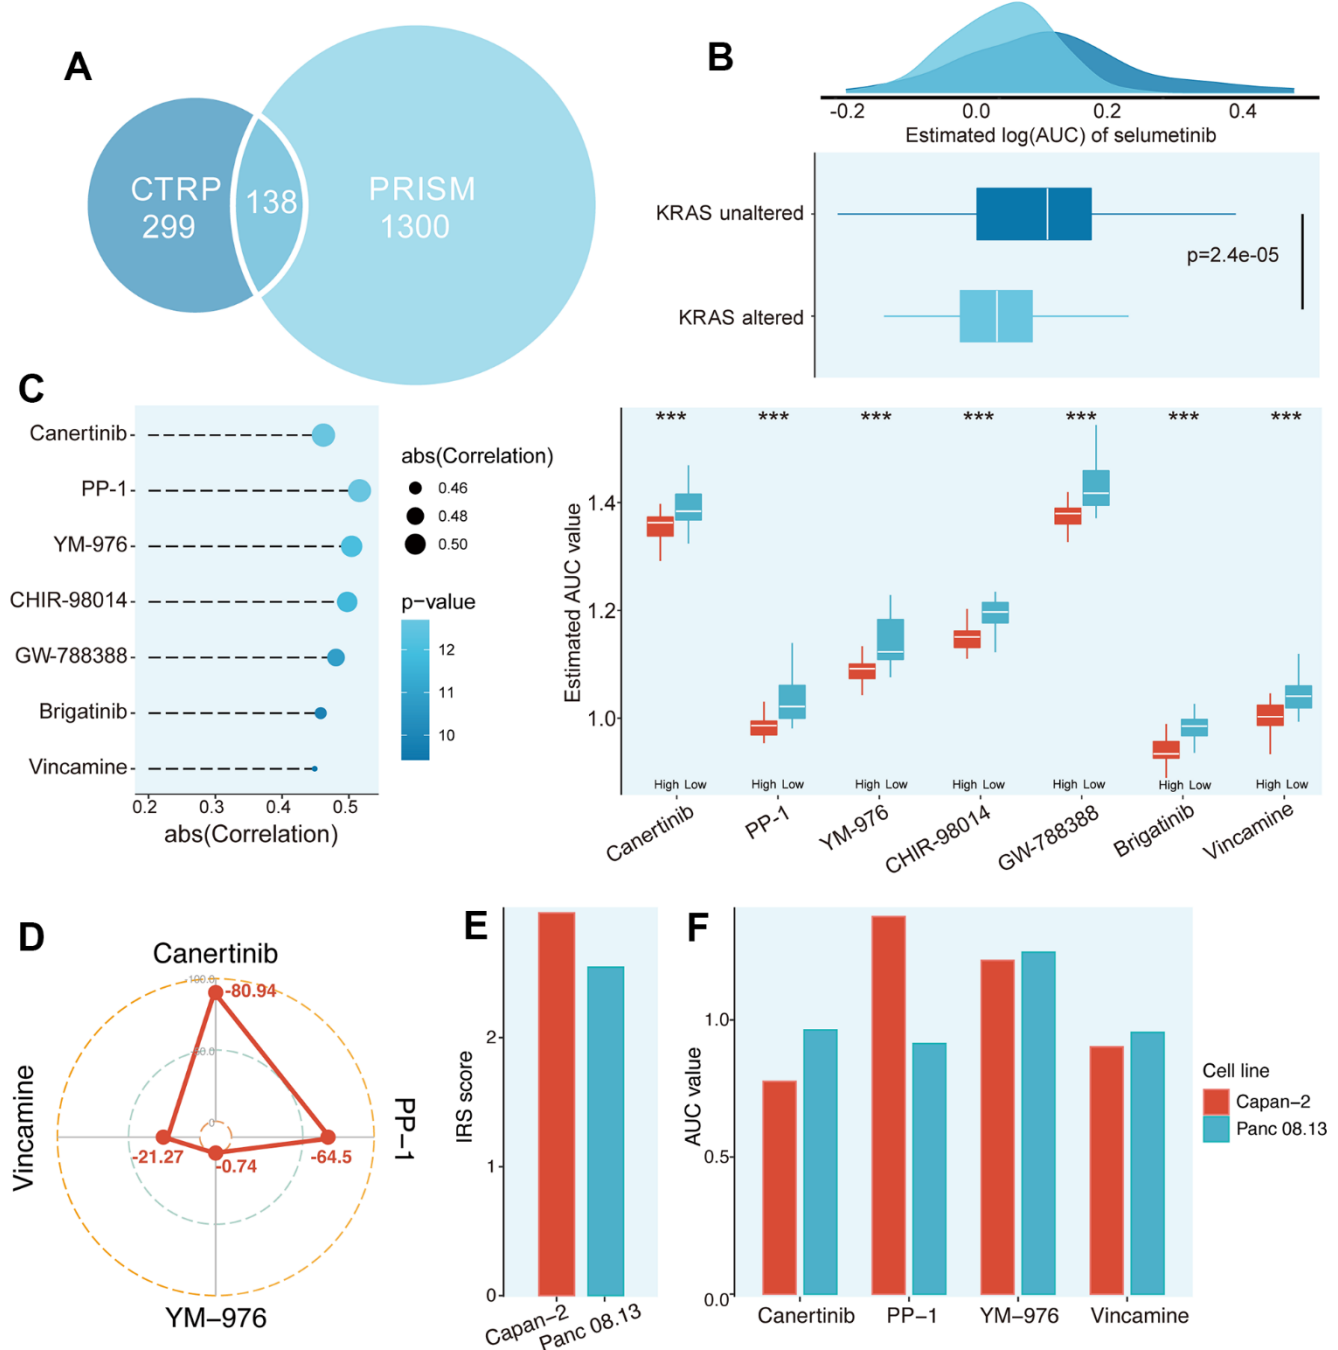 A
CTRP
299
138
PRISM
1300
B
-0.2
0.0
0.2
0.4
Estimated log(AUC) of selumetinib
KRAS unaltered
KRAS altered
p=2.4e-05
C
Canertinib
PP-1
YM-976
CHIR-98014
GW-788388
Brigatinib
Vincamine
0.2
0.3
0.4
0.5
abs(Correlation)
abs(Correlation)
0.46
0.48
0.50
p-value
12
11
10
Estimated AUC value
1.4
1.2
1.0
*** *** *** *** *** *** ***
High Low High Low High Low High Low High Low High Low High Low
Canertinib
PP-1
YM-976
CHIR-98014
GW-788388
Brigatinib
Vincamine
D
Canertinib
-100.0
-80.94
-50.0
0
Vincamine
PP-1
-21.27
-0.74
-64.5
YM-976
E
IRS score
2
1
0
Capan-2
Panc 08.13
F
AUC value
1.0
0.5
0.0
Canertinib
PP-1
YM-976
Vincamine
Cell line
Capan-2
Panc 08.13